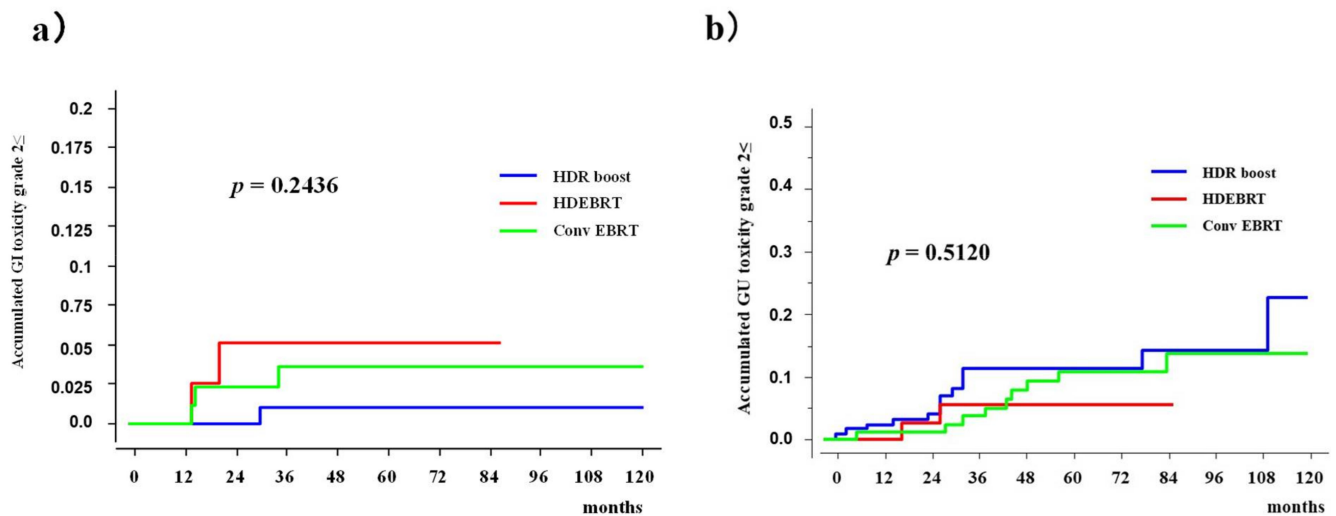 a)
Accumulated GI toxicity grade 2≤
0.2
0.175
0.15
0.125
0.1
0.75
0.05
0.025
0.0
p = 0.2436
HDR boost
HDEBRT
Conv EBRT
0 12 24 36 48 60 72 84 96 108 120
months
b)
Accumulated GU toxicity grade 2≤
0.5
0.4
0.3
0.2
0.1
0.0
p = 0.5120
HDR boost
HDEBRT
Conv EBRT
0 12 24 36 48 60 72 84 96 108 120
months